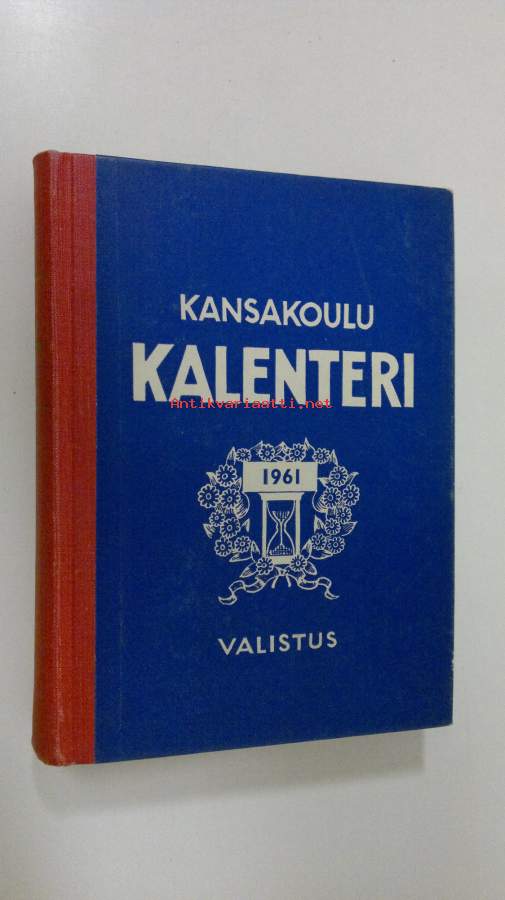 KANSAKOULU
KALENTERI
Antikvariaatti.net
1961
VALISTUS